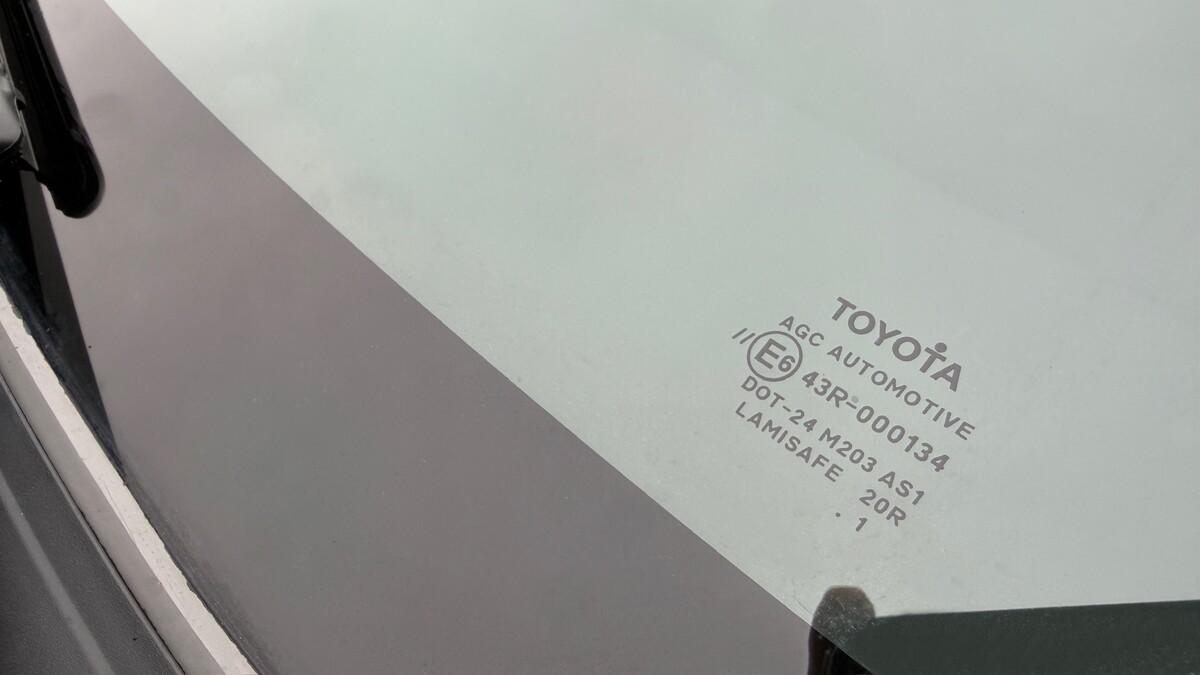 TOYOTA
AGC AUTOMOTIVE
// E6 43R-000134
DOT-24 M203 AS1
LAMISAFE 20R
. 1